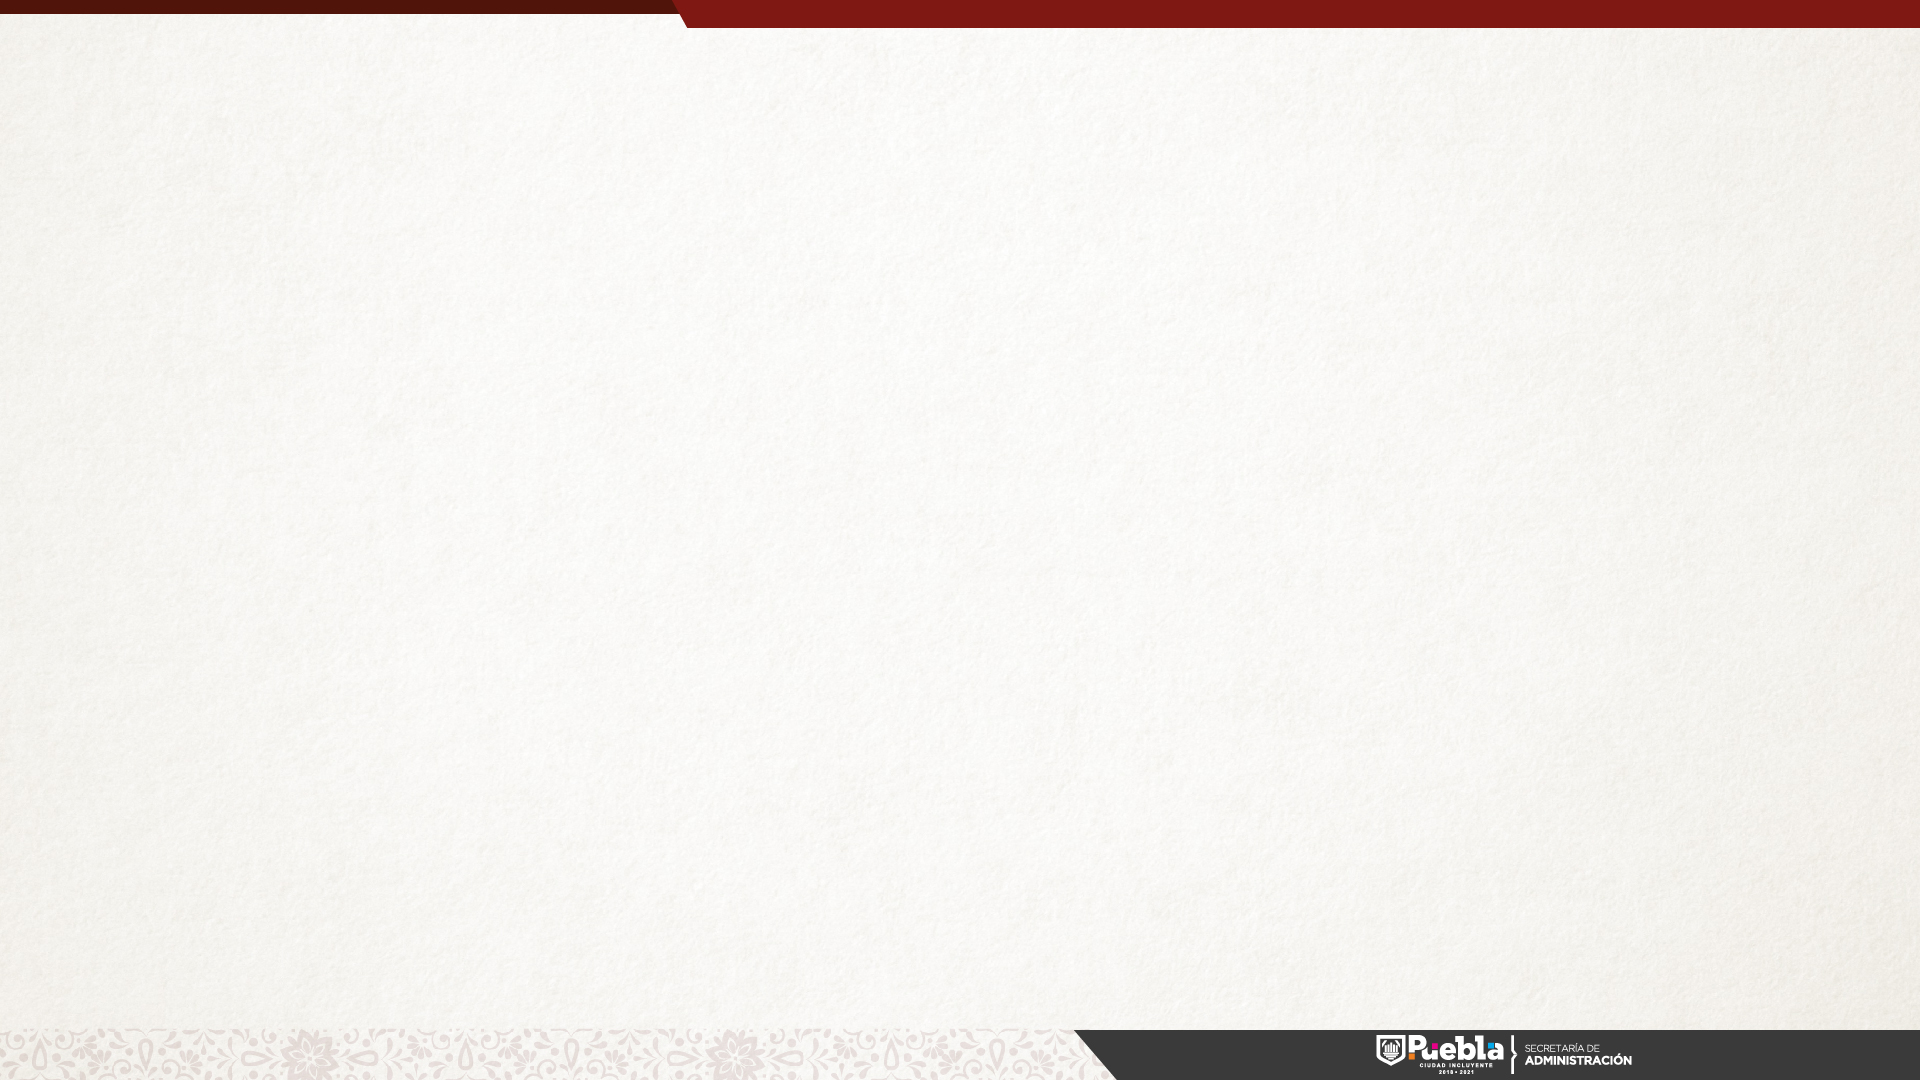 Puebla
CIUDAD INCLUYENTE
2018 • 2021
SECRETARÍA DE
ADMINISTRACIÓN